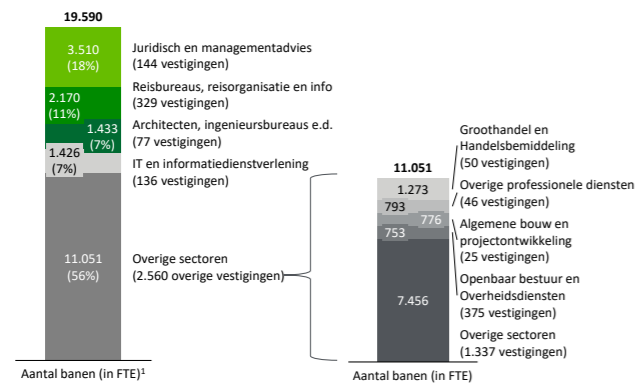 19.590
3.510
(18%)
Juridisch en managementadvies
(144 vestigingen)
2.170
(11%)
Reisbureaus, reisorganisatie en info
(329 vestigingen)
1.433
(7%)
Architecten, ingenieursbureaus e.d.
(77 vestigingen)
1.426
(7%)
IT en informatiedienstverlening
(136 vestigingen)
11.051
(56%)
Overige sectoren
(2.560 overige vestigingen)
Aantal banen (in FTE)¹
11.051
1.273
Groothandel en
Handelsbemiddeling
(50 vestigingen)
793
Overige professionele diensten
(46 vestigingen)
776
Algemene bouw en
projectontwikkeling
(25 vestigingen)
753
Openbaar bestuur en
Overheidsdiensten
(375 vestigingen)
7.456
Overige sectoren
(1.337 vestigingen)
Aantal banen (in FTE)